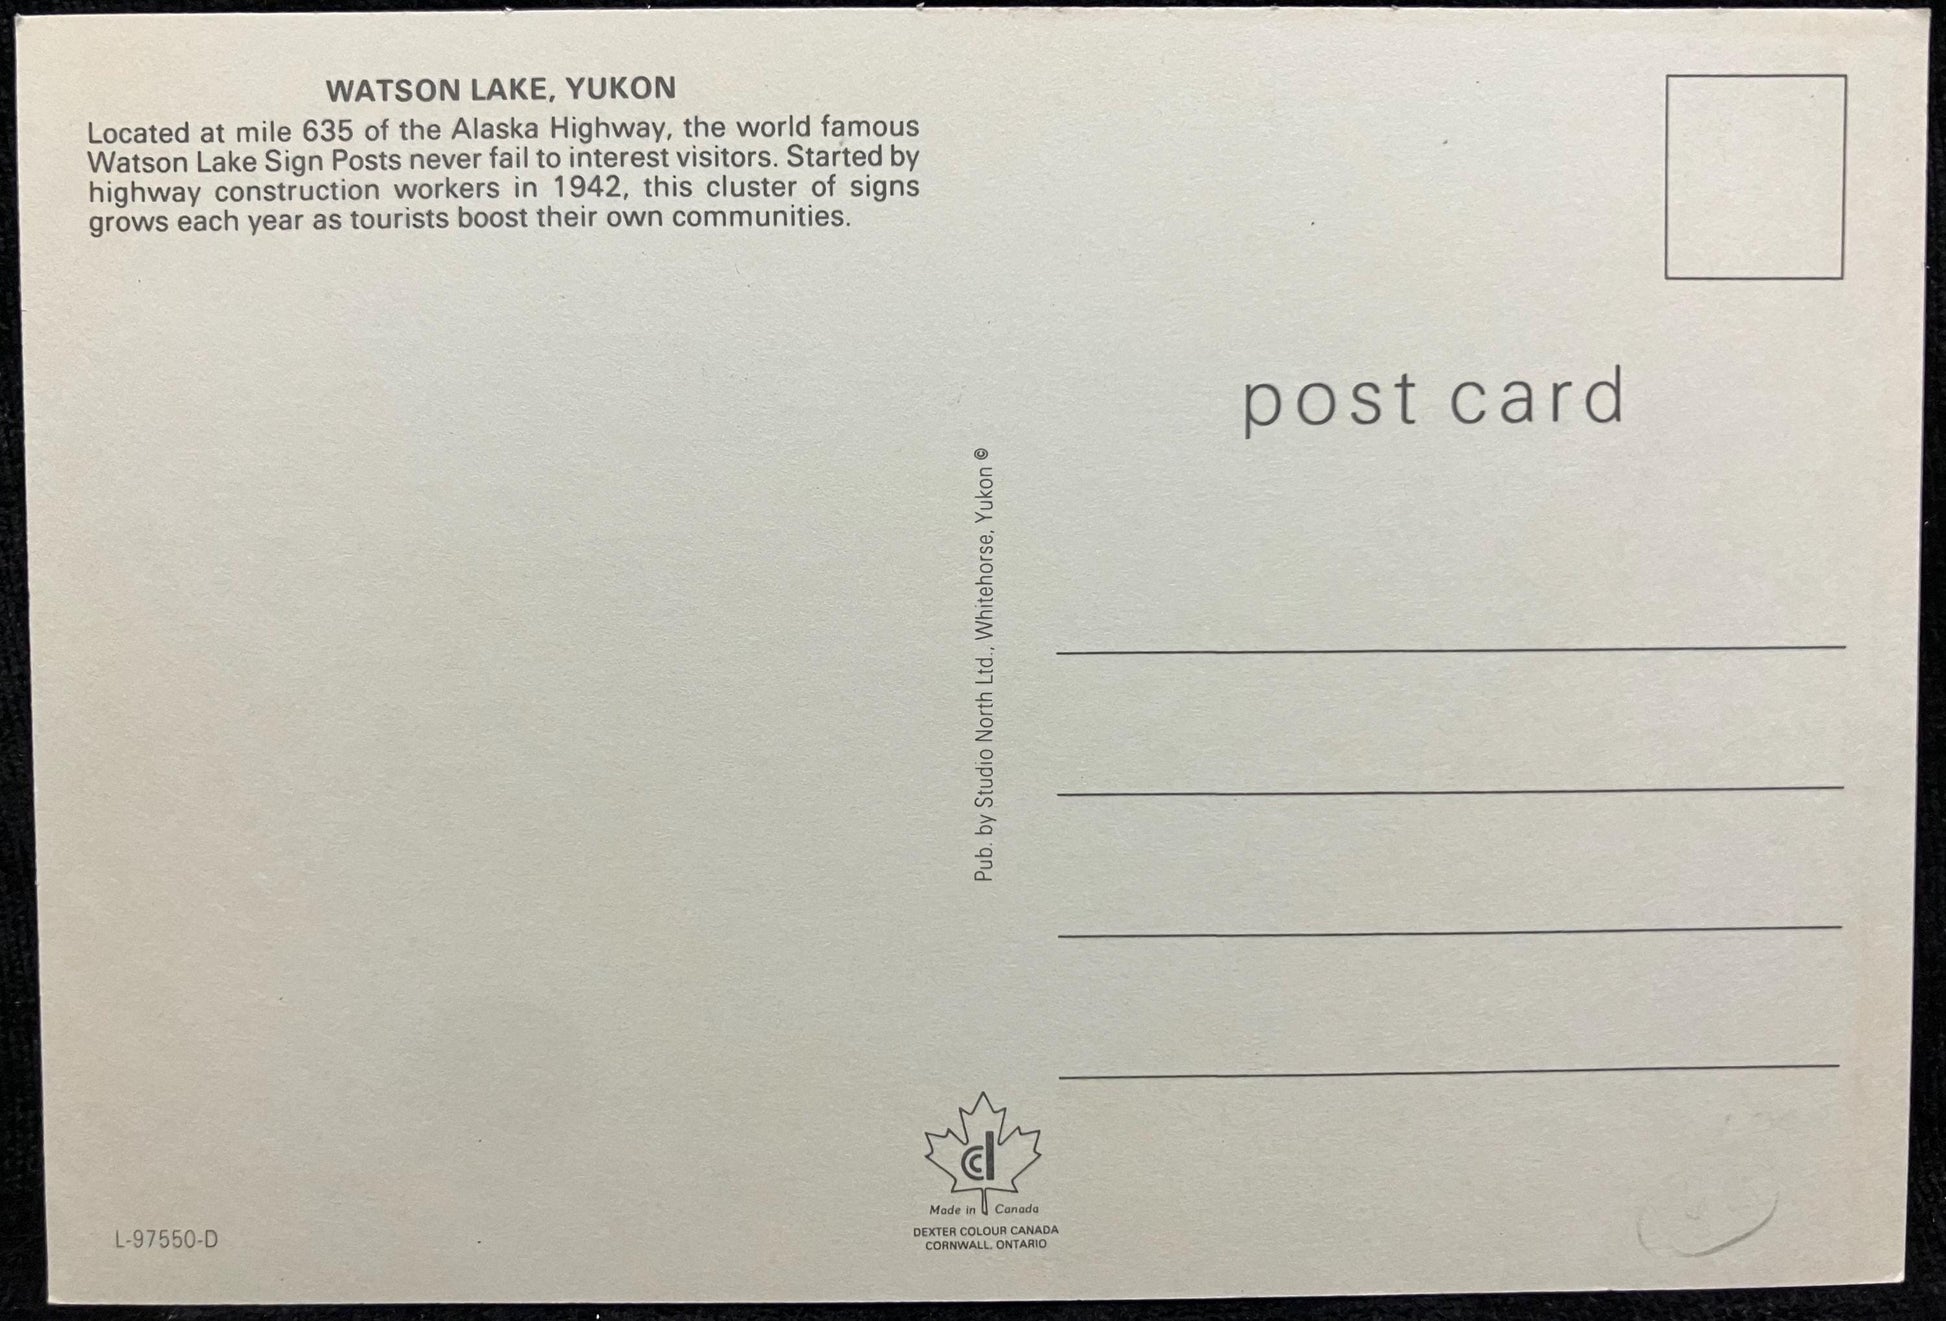 WATSON LAKE, YUKON
Located at mile 635 of the Alaska Highway, the world famous
Watson Lake Sign Posts never fail to interest visitors. Started by
highway construction workers in 1942, this cluster of signs
grows each year as tourists boost their own communities.
post card
Pub. by Studio North Ltd., Whitehorse, Yukon ©
Made in Canada
DEXTER COLOUR CANADA
CORNWALL, ONTARIO
L-97550-D